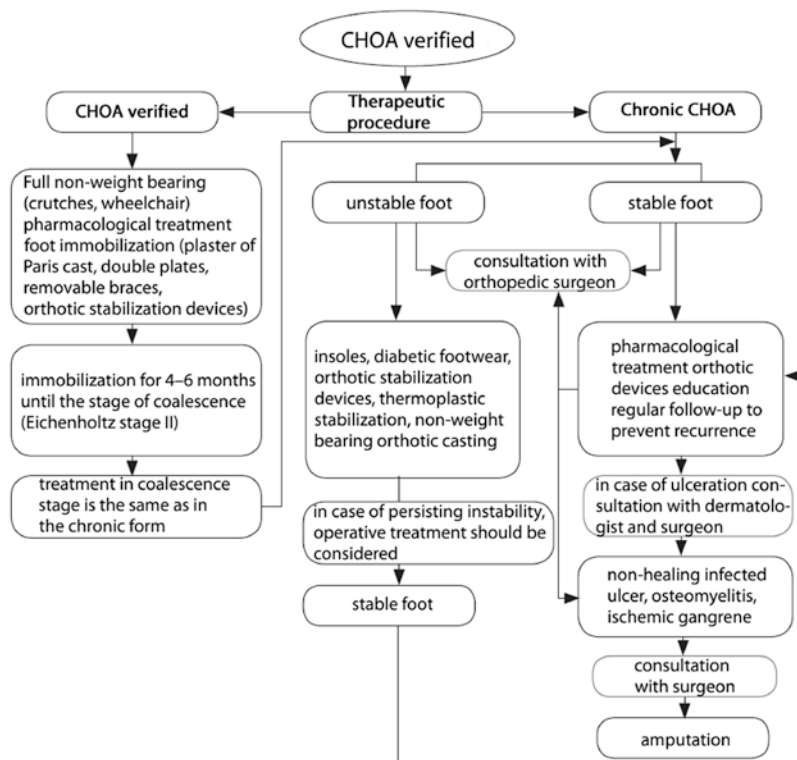 CHOA verified
CHOA verified
Therapeutic
procedure
Chronic CHOA
Full non-weight bearing
(crutches, wheelchair)
pharmacological treatment
foot immobilization (plaster of
Paris cast, double plates,
removable braces,
orthotic stabilization devices)
immobilization for 4–6 months
until the stage of coalescence
(Eichenholtz stage II)
treatment in coalescence
stage is the same as in
the chronic form
unstable foot
stable foot
consultation with
orthopedic surgeon
insoles, diabetic footwear,
orthotic stabilization
devices, thermoplastic
stabilization, non-weight
bearing orthotic casting
in case of persisting instability,
operative treatment should be
considered
stable foot
pharmacological
treatment orthotic
devices education
regular follow-up to
prevent recurrence
in case of ulceration con-
sultation with dermatolo-
gist and surgeon
non-healing infected
ulcer, osteomyelitis,
ischemic gangrene
consultation
with surgeon
amputation